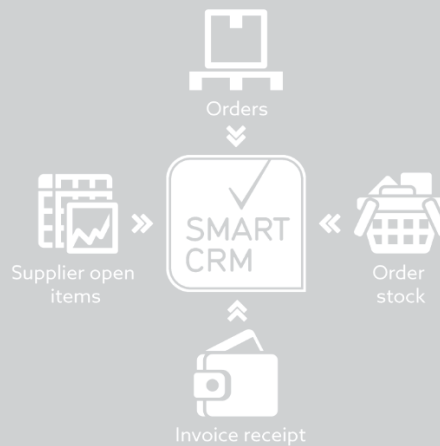 Orders
SMART
CRM
Supplier open
items
Order
stock
Invoice receipt